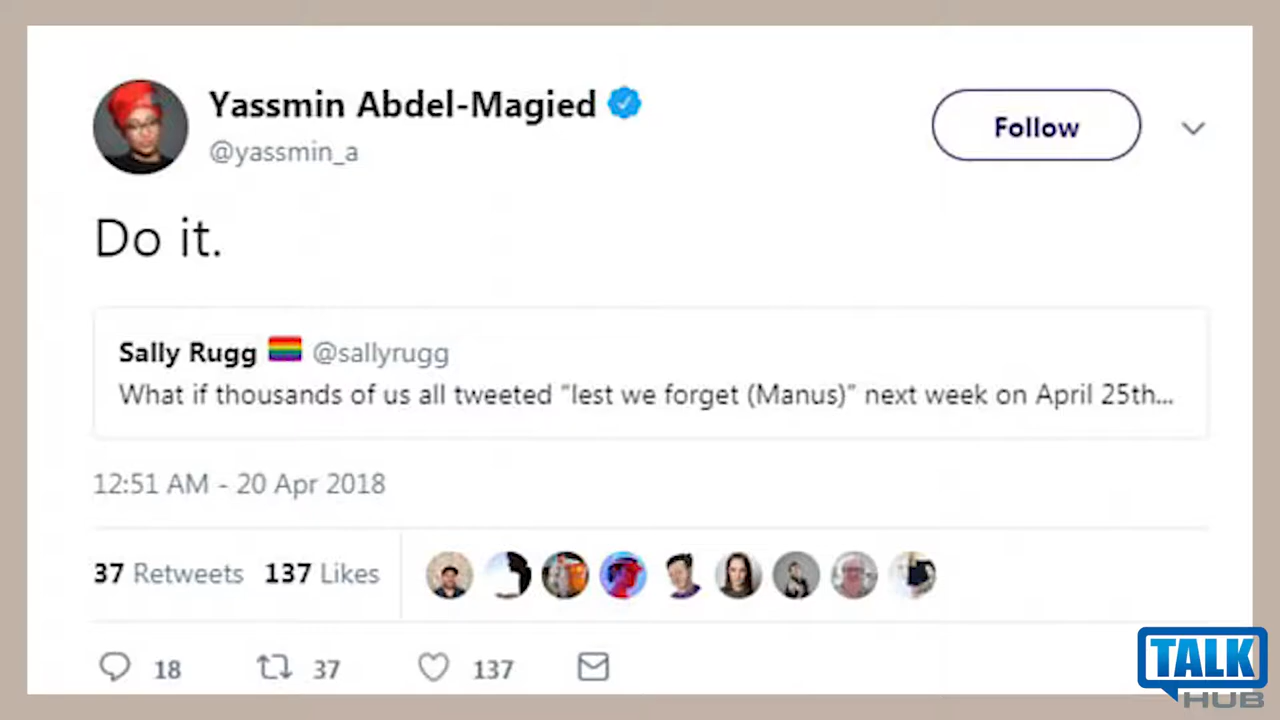 Yassmin Abdel-Magied
@yassmin_a
Follow
Do it.
Sally Rugg @sallyrugg
What if thousands of us all tweeted “lest we forget (Manus)” next week on April 25th...
12:51 AM - 20 Apr 2018
37 Retweets 137 Likes
18 37 137
TALK
HUB